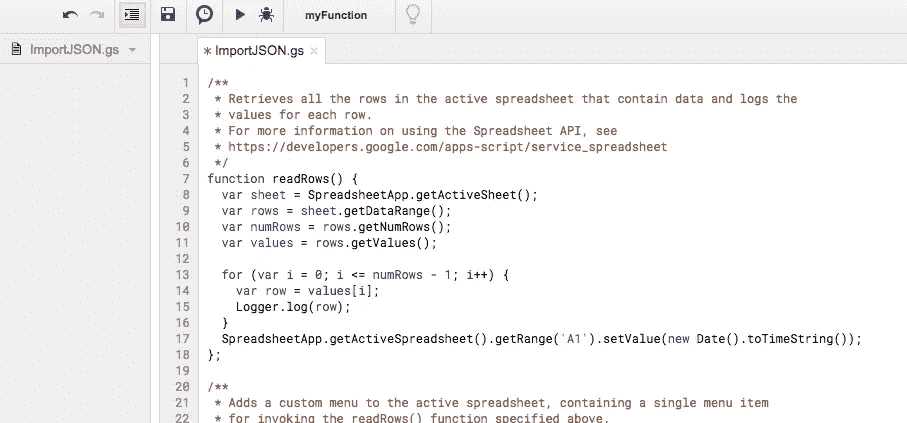 myFunction
ImportJSON.gs
* ImportJSON.gs ×
1 /**
2  * Retrieves all the rows in the active spreadsheet that contain data and logs the
3  * values for each row.
4  * For more information on using the Spreadsheet API, see
5  * https://developers.google.com/apps-script/service_spreadsheet
6  */
7 function readRows() {
8   var sheet = SpreadsheetApp.getActiveSheet();
9   var rows = sheet.getDataRange();
10   var numRows = rows.getNumRows();
11   var values = rows.getValues();
12
13   for (var i = 0; i <= numRows - 1; i++) {
14     var row = values[i];
15     Logger.log(row);
16   }
17   SpreadsheetApp.getActiveSpreadsheet().getRange('A1').setValue(new Date().toTimeString());
18 };
19
20 /**
21  * Adds a custom menu to the active spreadsheet, containing a single menu item
22  * for invoking the readRows() function specified above.